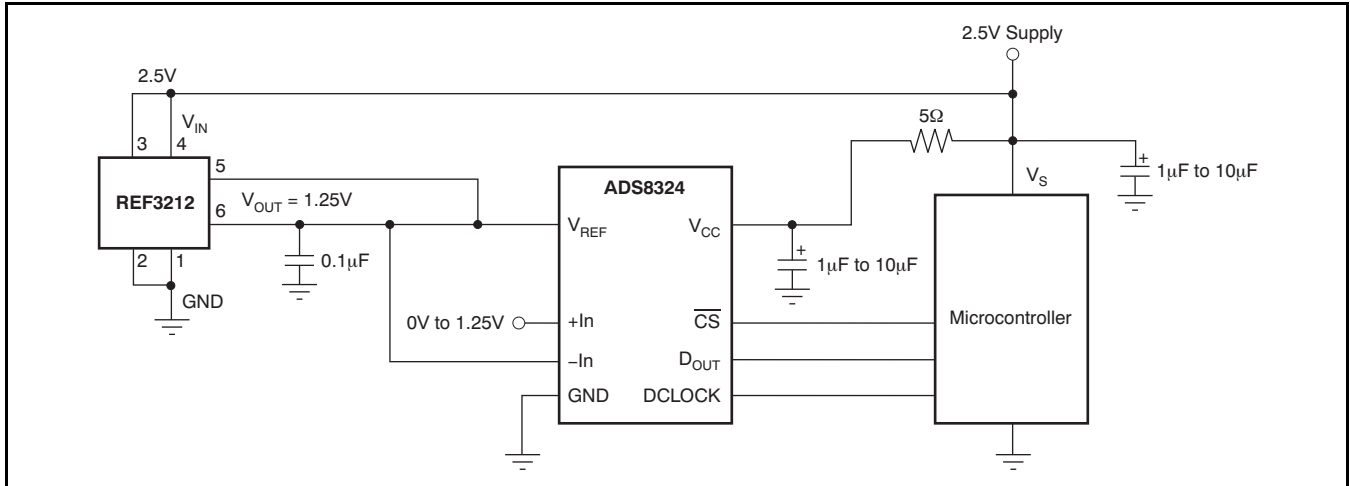 2.5V Supply
2.5V
V_IN
3 4
5Ω
REF3212
5
6
V_OUT = 1.25V
2 1
GND
0.1μF
0V to 1.25V
ADS8324
V_REF
V_CC
+In
−In
GND
C̅S̅
D_OUT
DCLOCK
+
1μF to 10μF
V_S
+
1μF to 10μF
Microcontroller